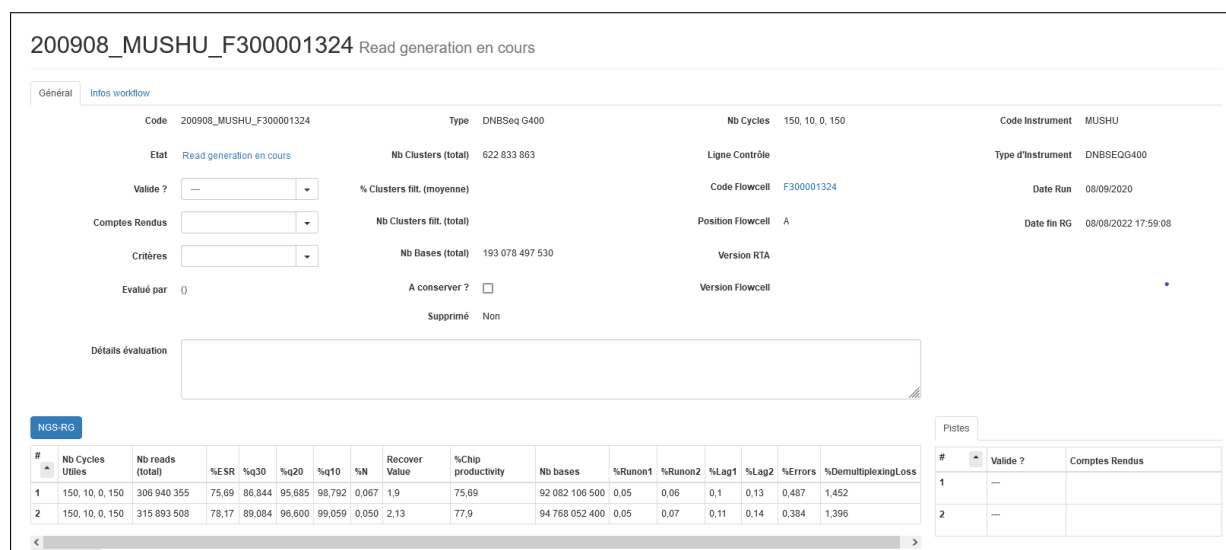 200908_MUSHU_F300001324 Read generation en cours
Général Infos workflow
Code 200908_MUSHU_F300001324 Type DNBSeq G400 Nb Cycles 150, 10, 0, 150 Code Instrument MUSHU
Etat Read generation en cours Nb Clusters (total) 622 833 863 Ligne Contrôle Type d'Instrument DNBSEQG400
Valide ? --- % Clusters filt. (moyenne) Code Flowcell F300001324 Date Run 08/09/2020
Comptes Rendus Nb Clusters filt. (total) Position Flowcell A Date fin RG 08/08/2022 17:59:08
Critères Nb Bases (total) 193 078 497 530 Version RTA
Evalué par () A conserver ? Version Flowcell
Supprimé Non
Détails évaluation
NGS-RG Pistes
# Nb Cycles Utiles Nb reads (total) %ESR %q30 %q20 %q10 %N Recover Value %Chip productivity Nb bases %Runon1 %Runon2 %Lag1 %Lag2 %Errors %DemultiplexingLoss # Valide ? Comptes Rendus
1 150, 10, 0, 150 306 940 355 75,69 86,844 95,685 98,792 0,067 1,9 75,69 92 082 106 500 0,05 0,06 0,1 0,13 0,487 1,452 1 ---
2 150, 10, 0, 150 315 893 508 78,17 89,084 96,600 99,059 0,050 2,13 77,9 94 768 052 400 0,05 0,07 0,11 0,14 0,384 1,396 2 ---